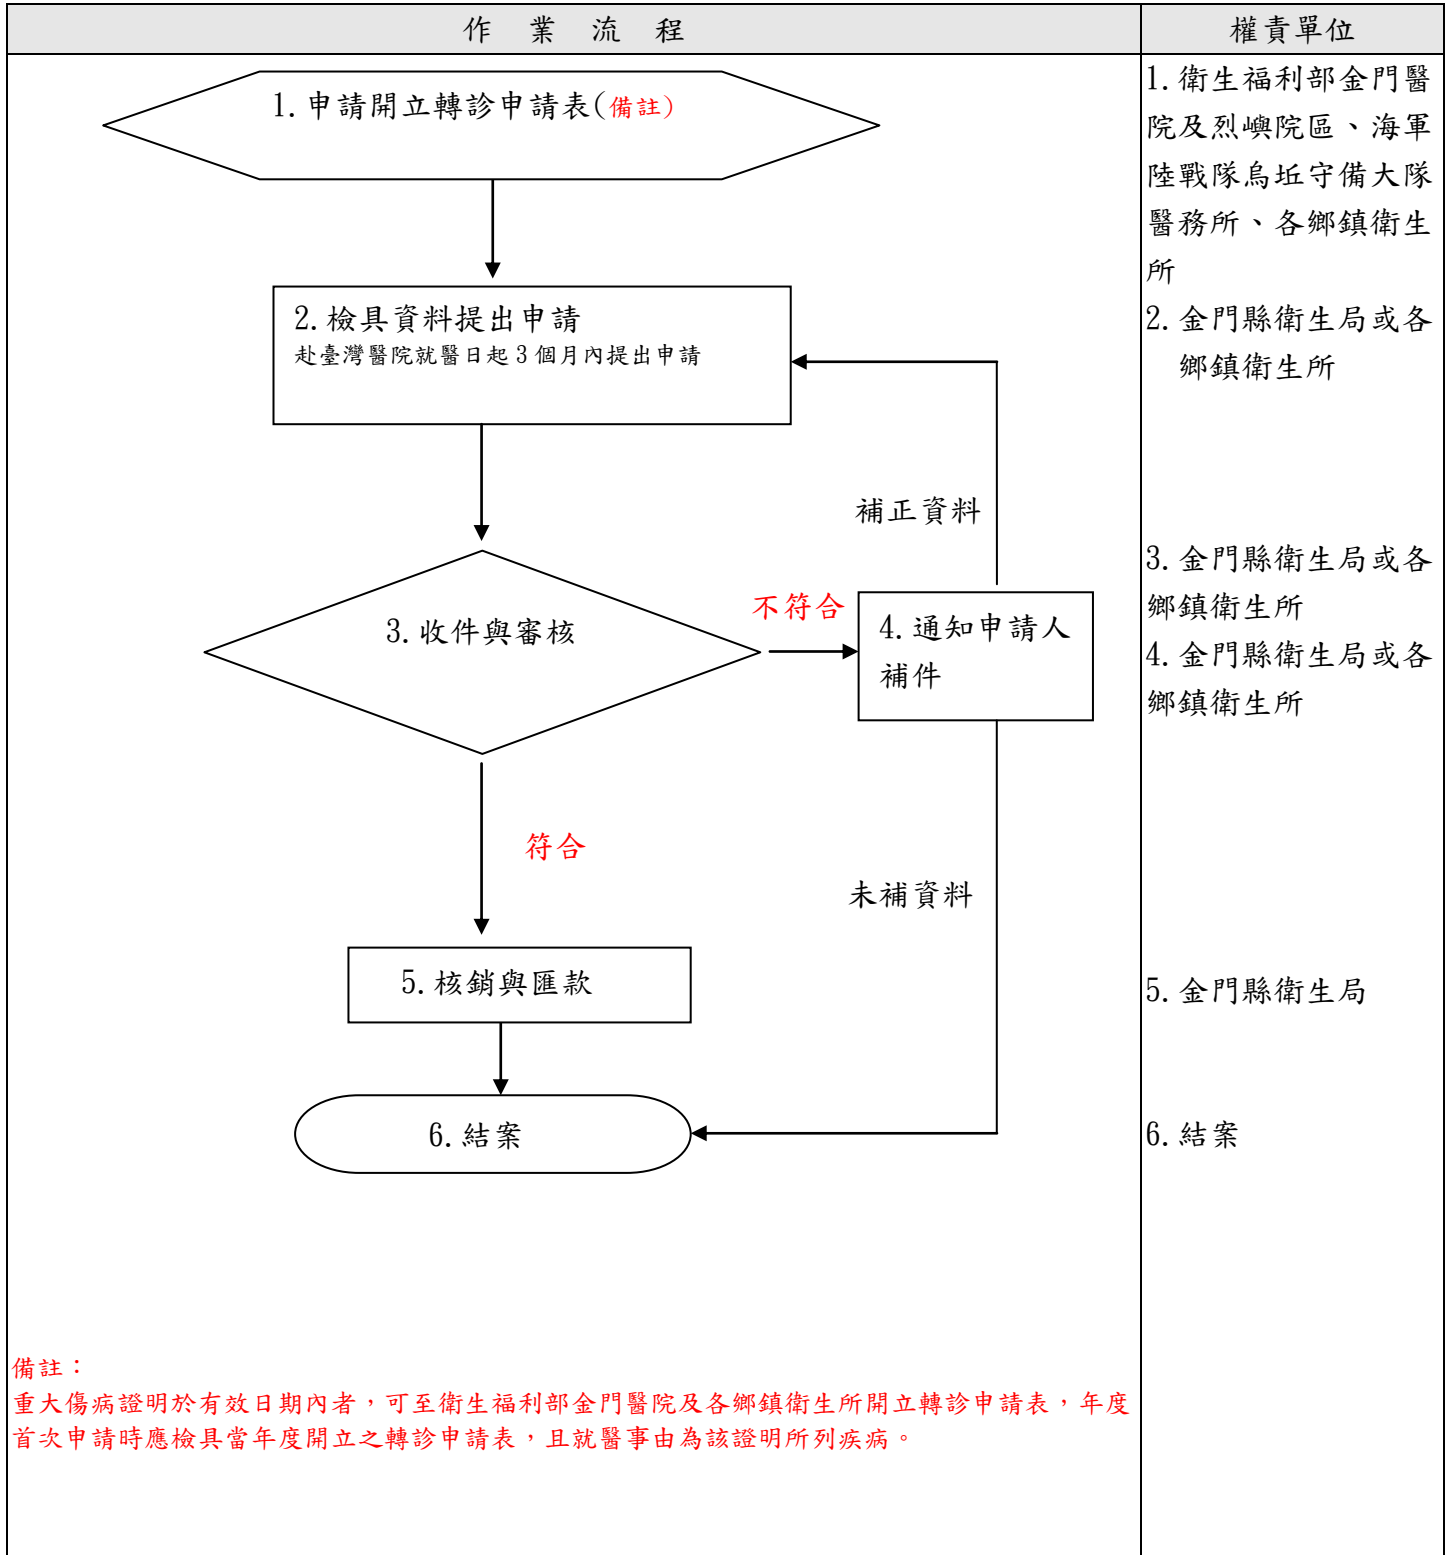 作業流程
權責單位
1.申請開立轉診申請表(備註)
2.檢具資料提出申請
赴臺灣醫院就醫日起3個月內提出申請
補正資料
3.收件與審核
不符合
4.通知申請人
補件
符合
未補資料
5.核銷與匯款
6.結案
備註：
重大傷病證明於有效日期內者，可至衛生福利部金門醫院及各鄉鎮衛生所開立轉診申請表，年度
首次申請時應檢具當年度開立之轉診申請表，且就醫事由為該證明所列疾病。
1.衛生福利部金門醫
院及烈嶼院區、海軍
陸戰隊烏坵守備大隊
醫務所、各鄉鎮衛生
所
2.金門縣衛生局或各
鄉鎮衛生所
3.金門縣衛生局或各
鄉鎮衛生所
4.金門縣衛生局或各
鄉鎮衛生所
5.金門縣衛生局
6.結案